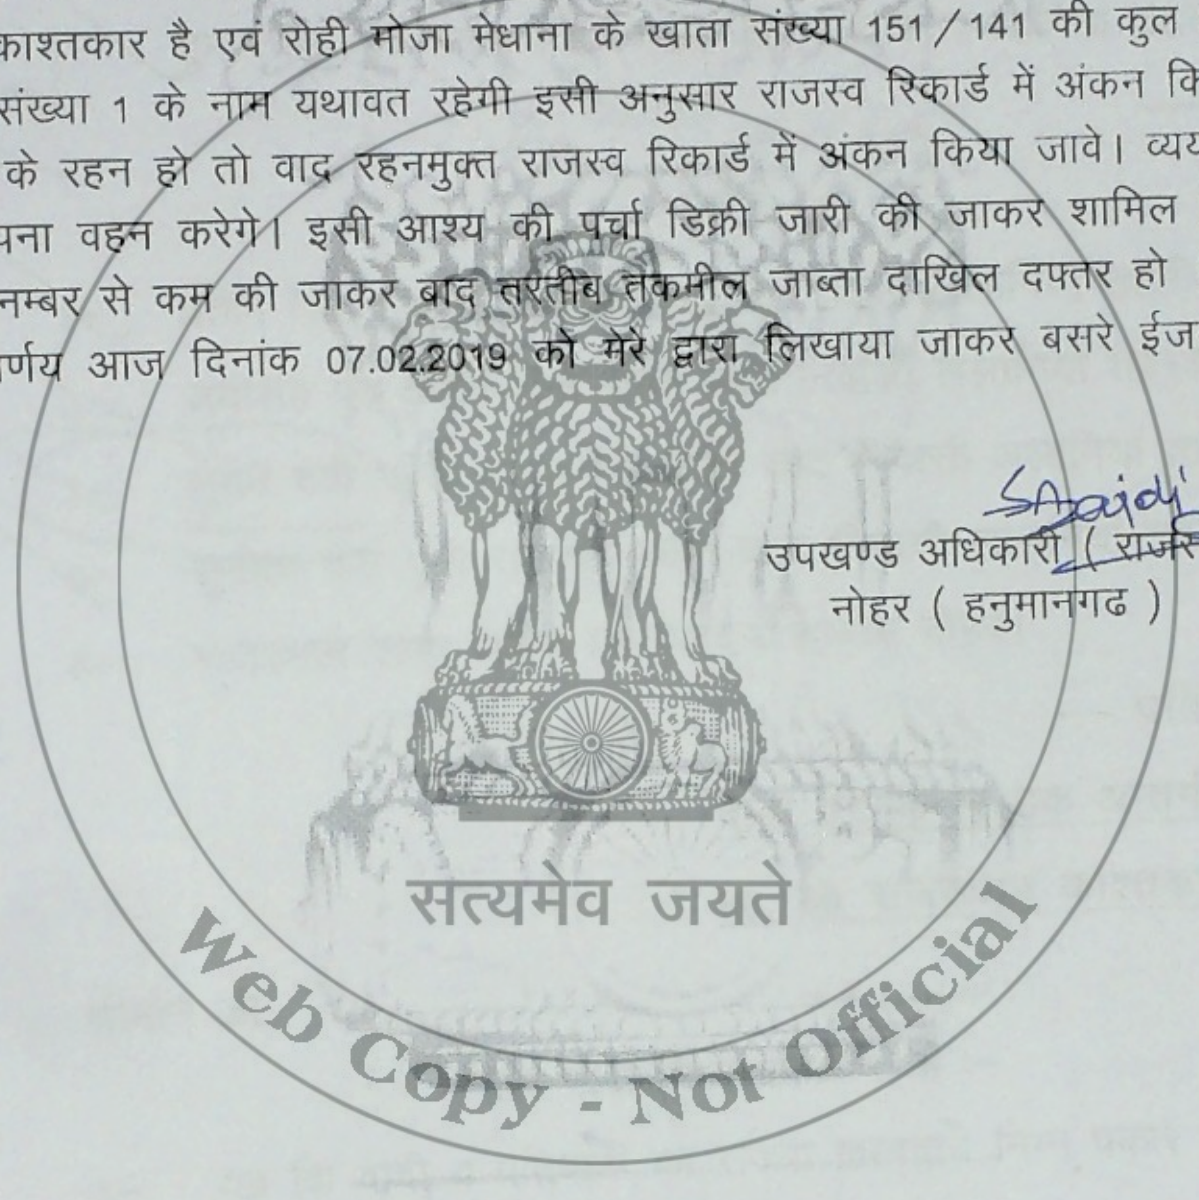 काश्तकार है एवं रोही मोजा मेधाना के खाता संख्या 151/141 की कुल
संख्या 1 के नाम यथावत रहेगी इसी अनुसार राजस्व रिकार्ड में अंकन कि
के रहन हो तो वाद रहनमुक्त राजस्व रिकार्ड में अंकन किया जावे। व्यय
पना वहन करेगे। इसी आश्य की पर्चा डिक्री जारी की जाकर शामिल
नम्बर से कम की जाकर बाद तरतीब तकमील जाब्ता दाखिल दफ्तर हो
र्णय आज दिनांक 07.02.2019 को मेरे द्वारा लिखाया जाकर बसरे ईज
उपखण्ड अधिकारी (
नोहर ( हनुमानगढ )
सत्यमेव जयते
Web Copy - Not Official